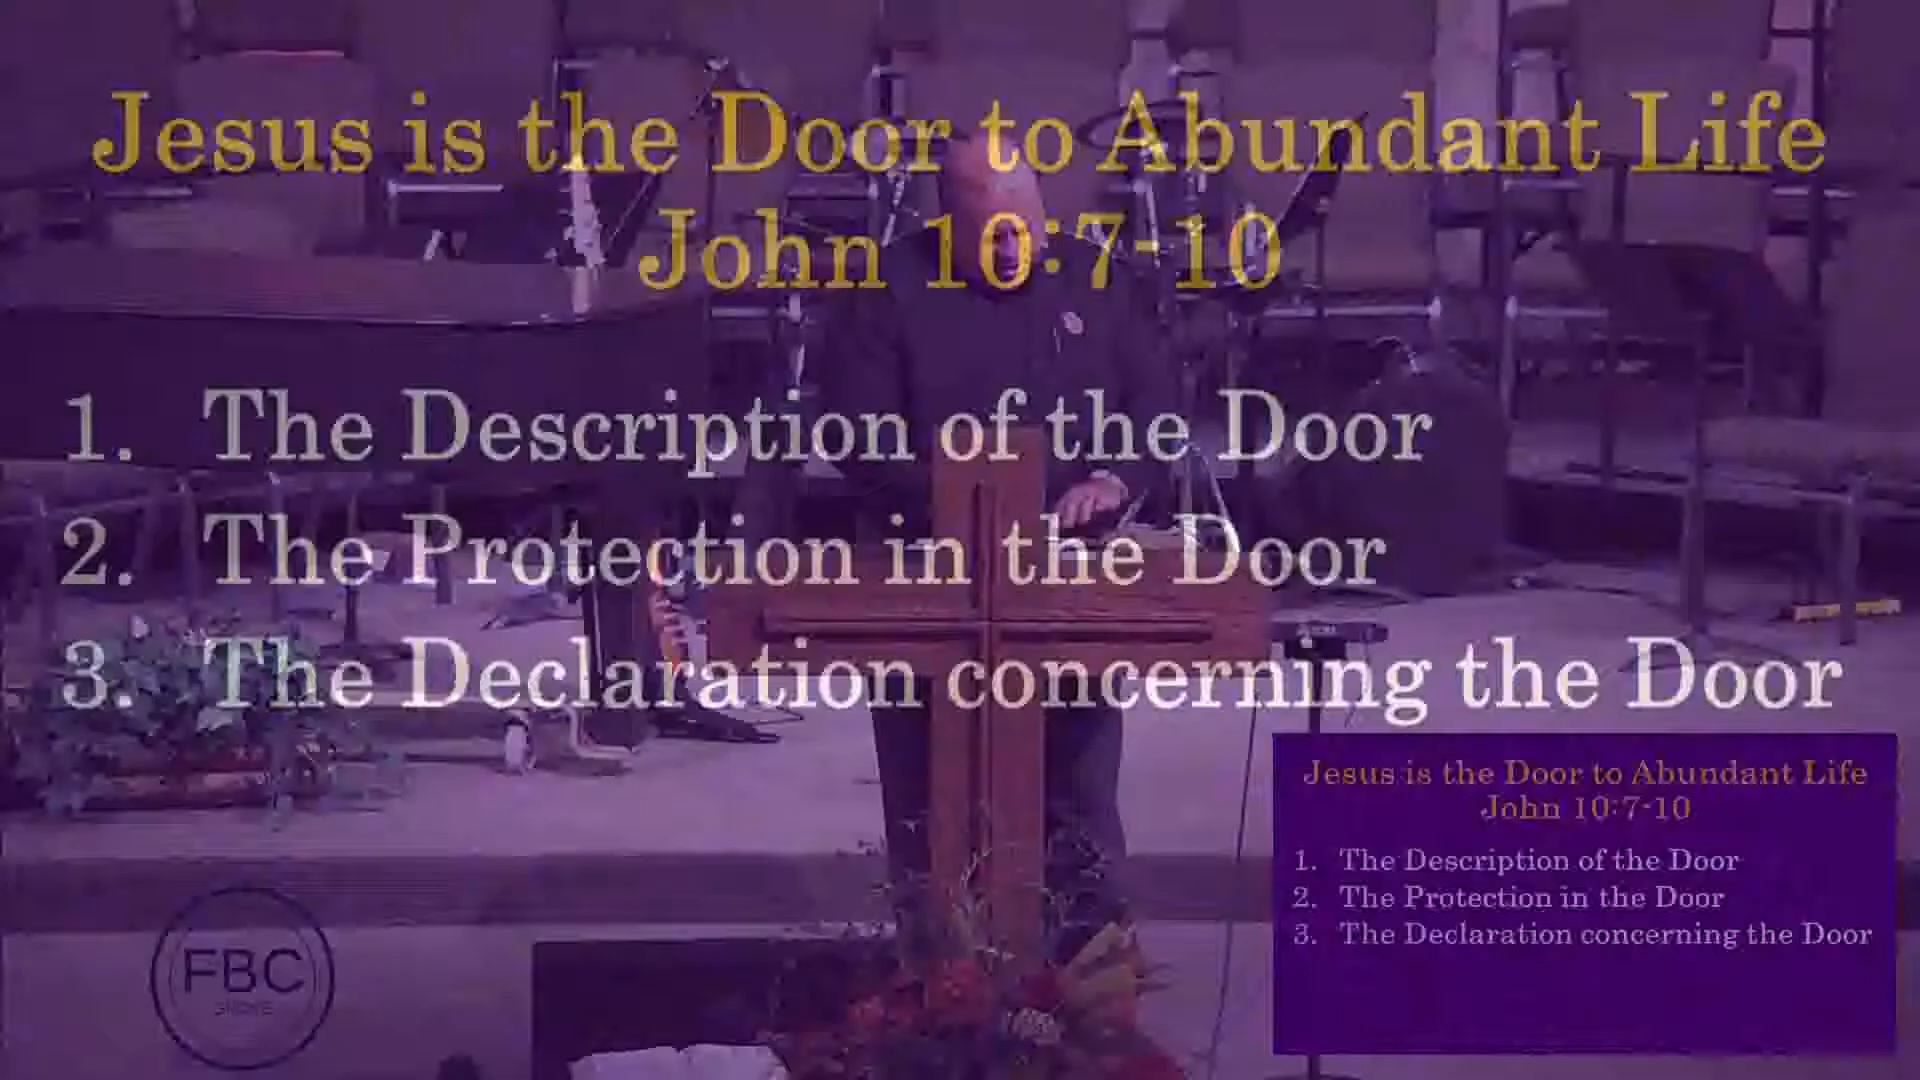 Jesus is the Door to Abundant Life
John 10:7-10
1. The Description of the Door
2. The Protection in the Door
3. The Declaration concerning the Door
Jesus is the Door to Abundant Life
John 10:7-10
1. The Description of the Door
2. The Protection in the Door
3. The Declaration concerning the Door
FBC